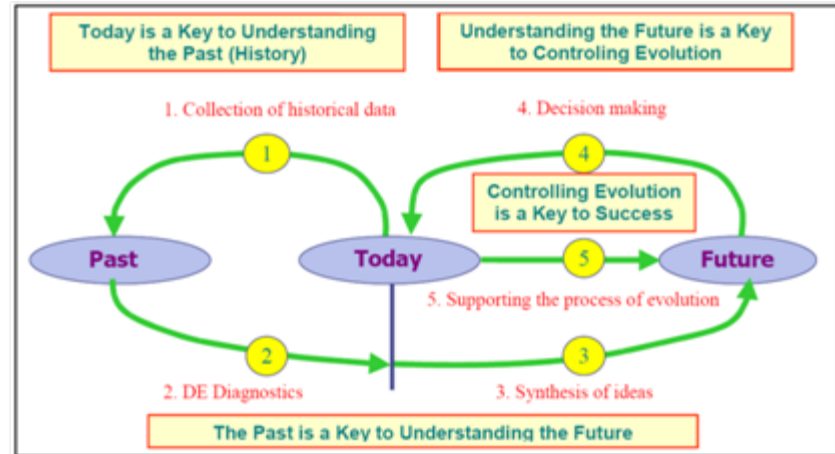 Today is a Key to Understanding
the Past (History)
Understanding the Future is a Key
to Controling Evolution
1. Collection of historical data
4. Decision making
1
4
Controlling Evolution
is a Key to Success
Past
Today
5
Future
5. Supporting the process of evolution
2
3
2. DE Diagnostics
3. Synthesis of ideas
The Past is a Key to Understanding the Future